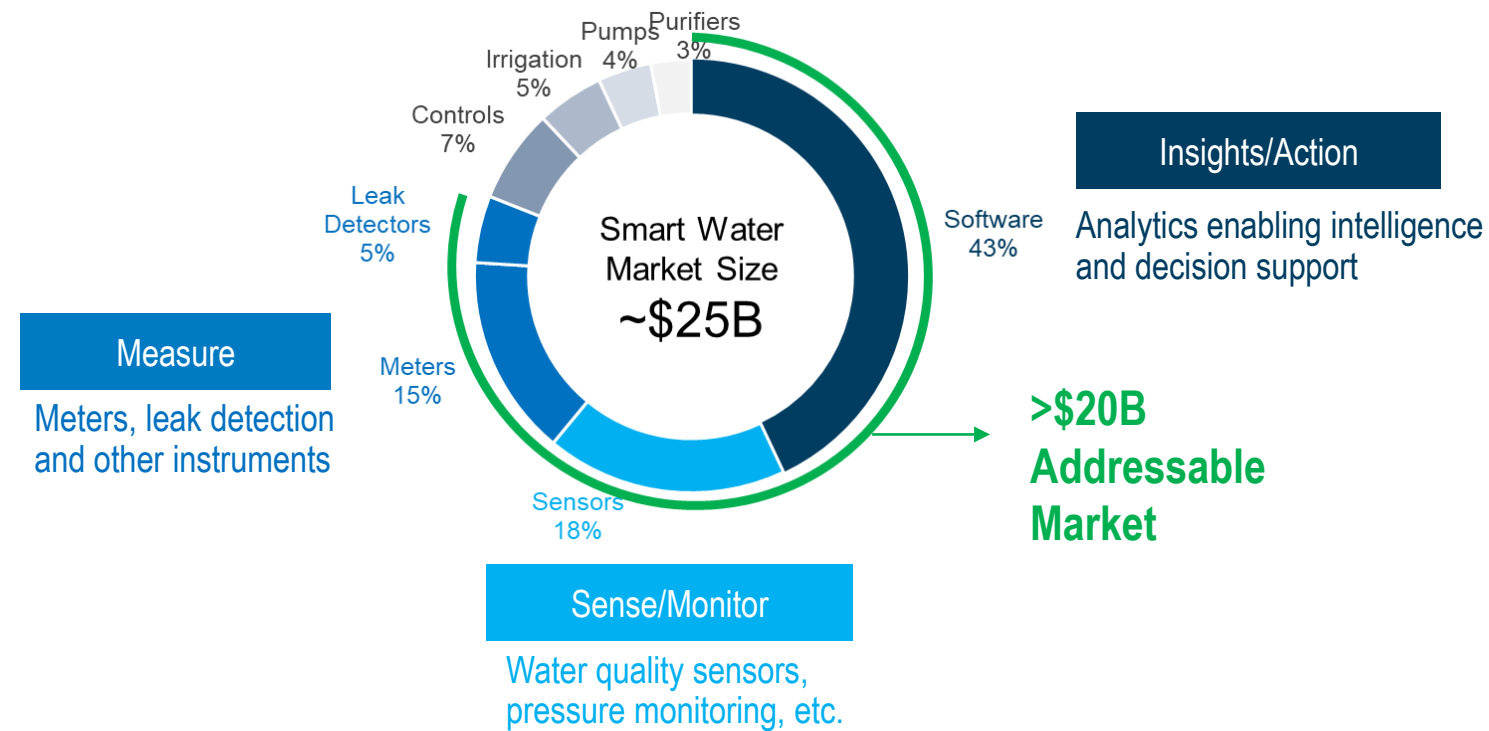 Purifiers
3%
Pumps
4%
Irrigation
5%
Controls
7%
Leak
Detectors
5%
Meters
15%
Sensors
18%
Software
43%
Smart Water
Market Size
~$25B
Insights/Action
Analytics enabling intelligence
and decision support
Measure
Meters, leak detection
and other instruments
>$20B
Addressable
Market
Sense/Monitor
Water quality sensors,
pressure monitoring, etc.